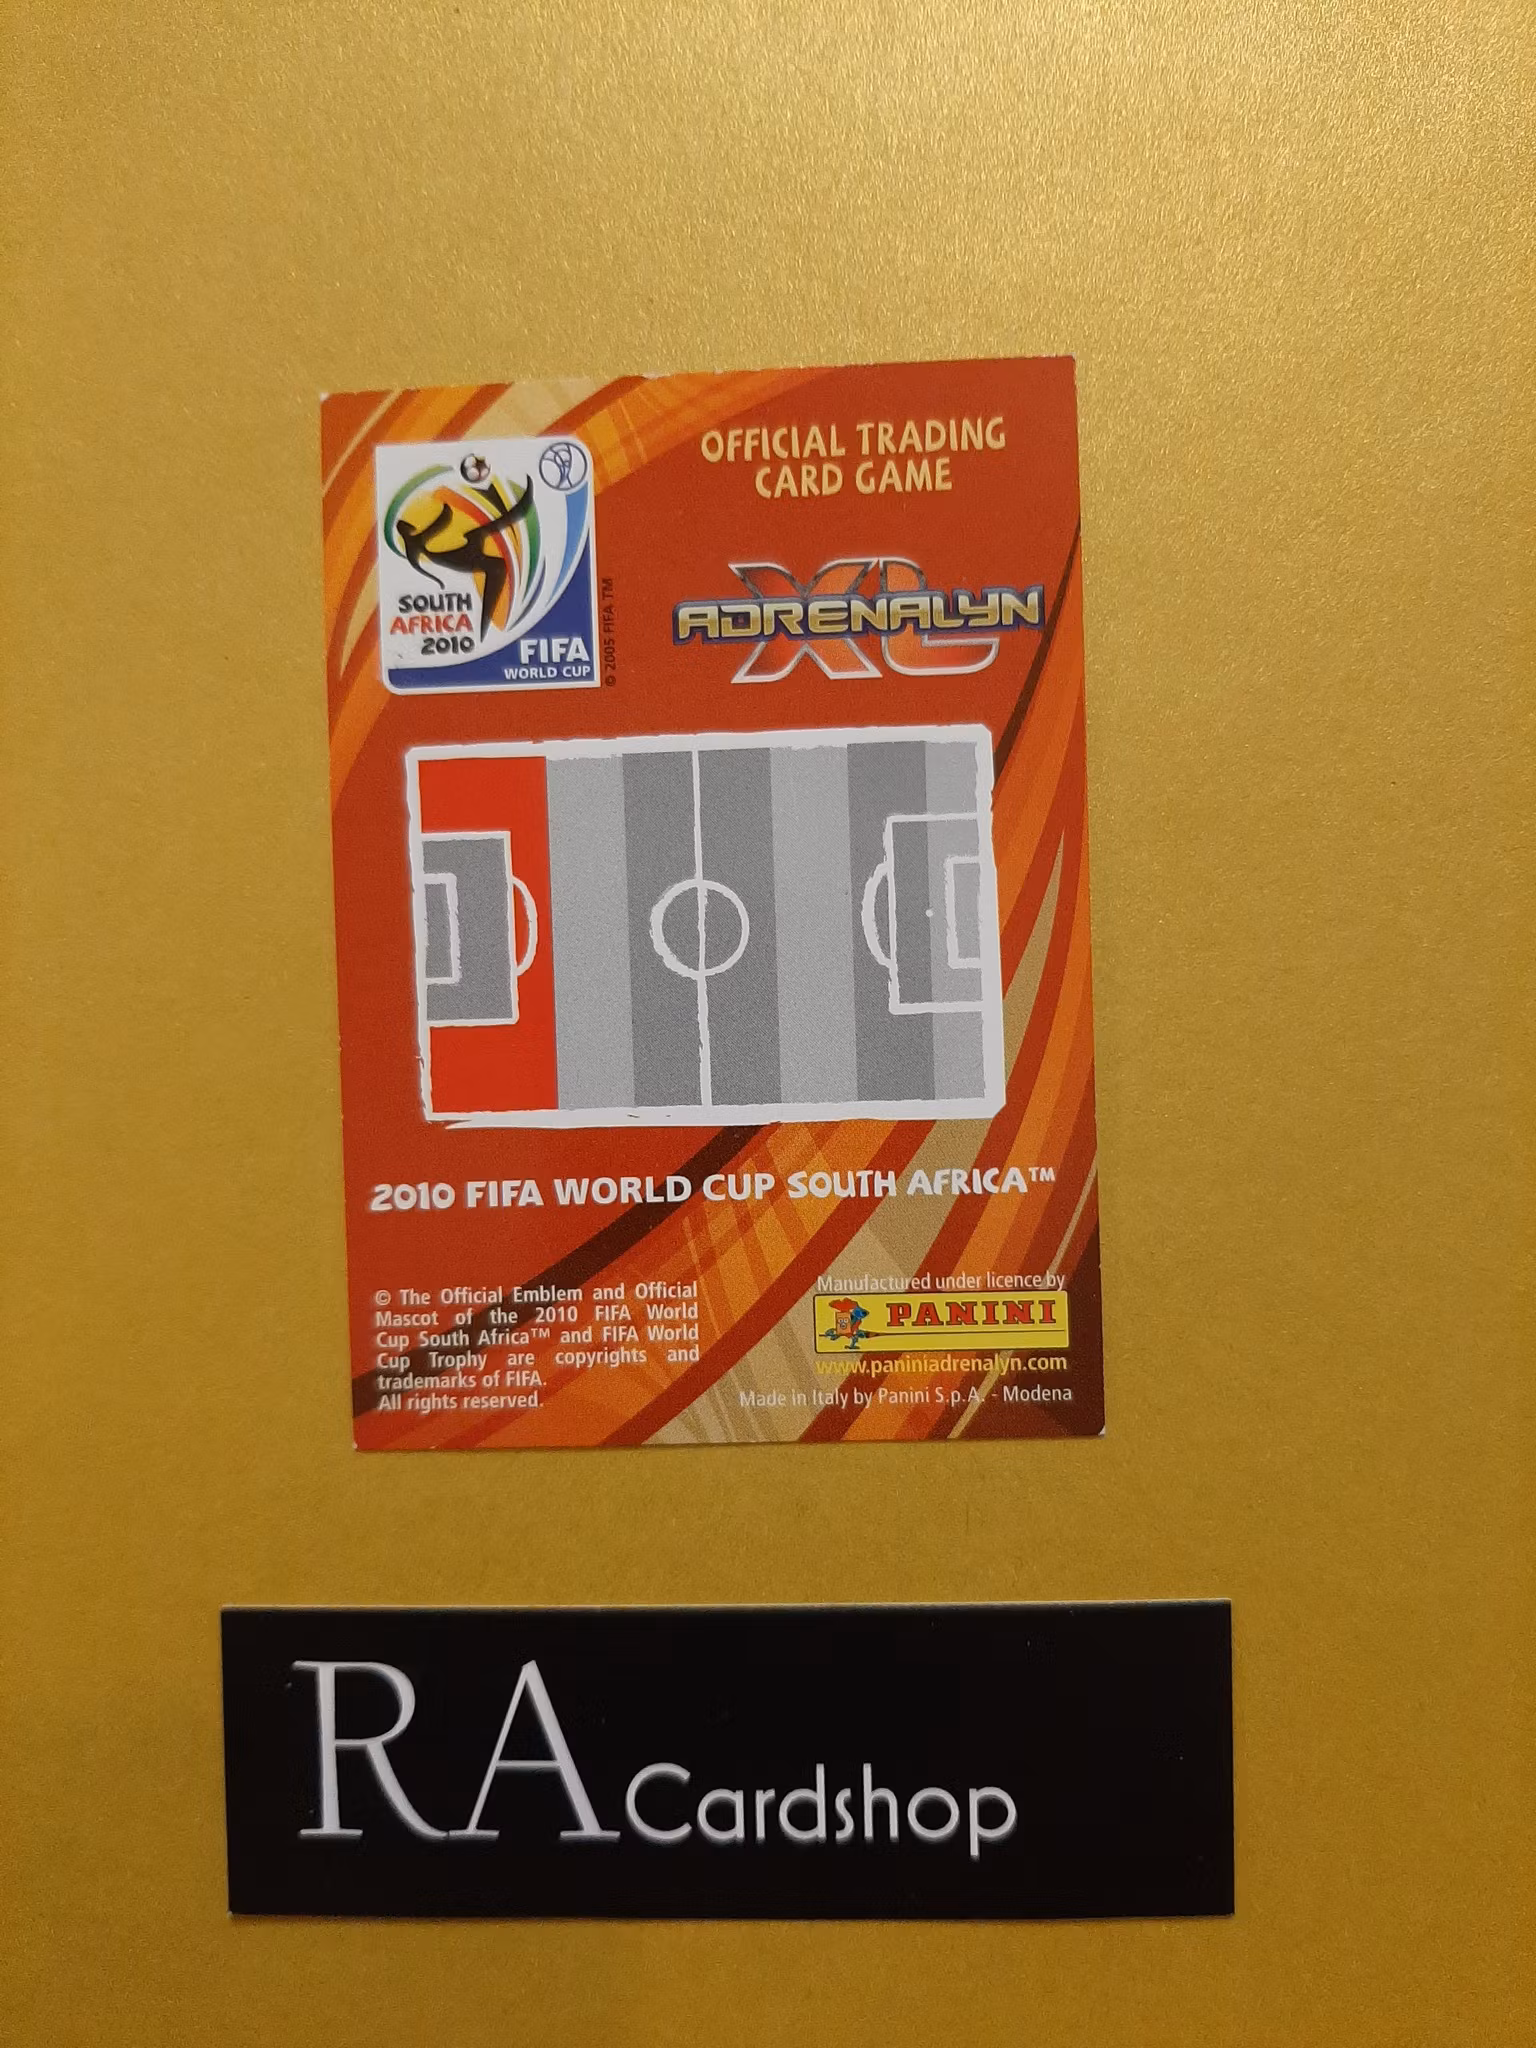 OFFICIAL TRADING
CARD GAME
SOUTH
AFRICA
2010
FIFA
WORLD CUP
© 2005 FIFA TM
ADRENALYN
XL
2010 FIFA WORLD CUP SOUTH AFRICA™
© The Official Emblem and Official
Mascot of the 2010 FIFA World
Cup South Africa™ and FIFA World
Cup Trophy are copyrights and
trademarks of FIFA.
All rights reserved.
Manufactured under licence by
PANINI
www.paniniadrenalyn.com
Made in Italy by Panini S.p.A. - Modena
RA Cardshop